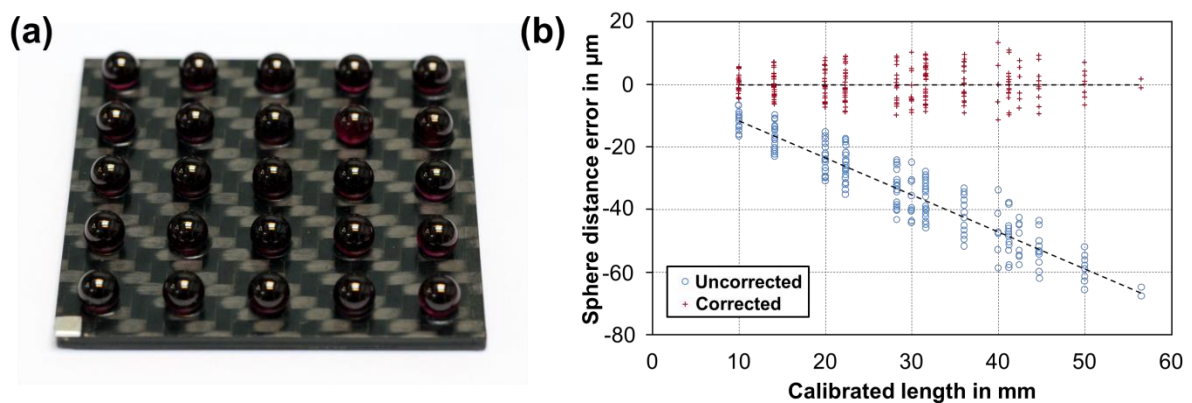 (a)
(b)
20
0
-20
-40
-60
-80
Sphere distance error in µm
Uncorrected
Corrected
0
10
20
30
40
50
60
Calibrated length in mm